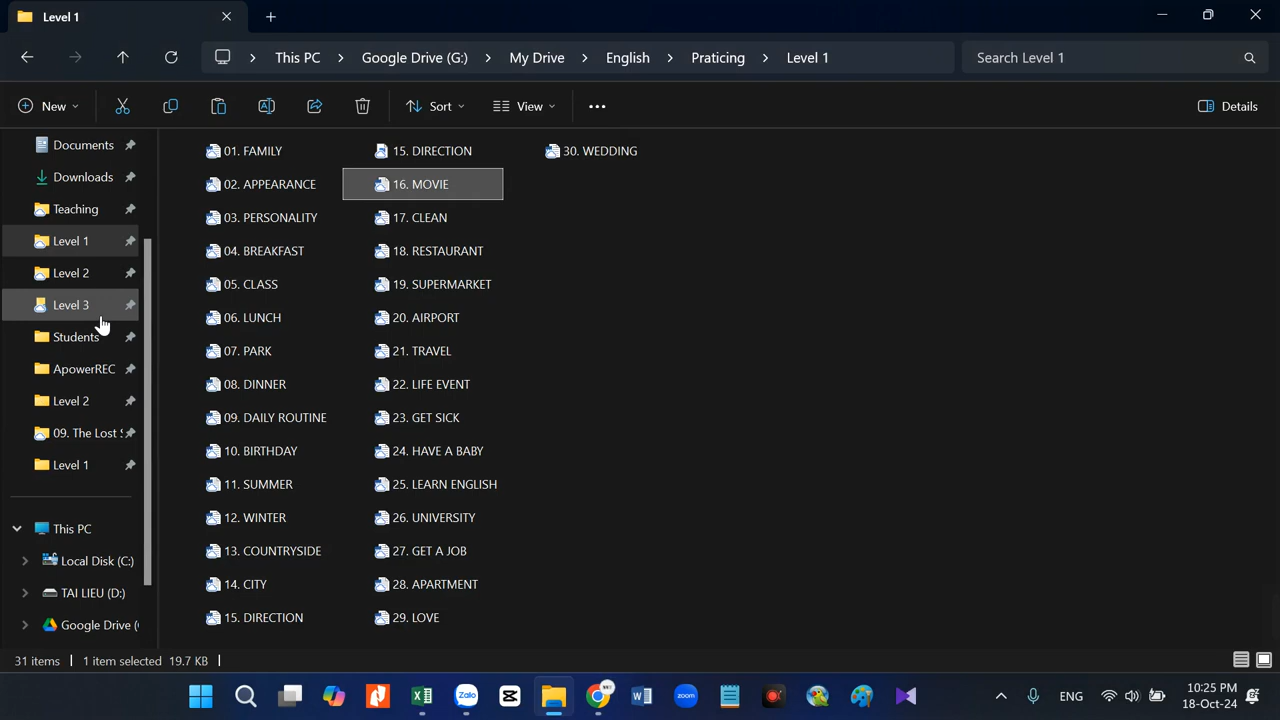 Level 1
This PC
Google Drive (G:)
My Drive
English
Praticing
Level 1
Search Level 1
New
Sort
View
Details
Documents
Downloads
Teaching
Level 1
Level 2
Level 3
Students
ApowerREC
Level 2
09. The Lost S
Level 1
This PC
Local Disk (C:)
TAI LIEU (D:)
Google Drive (
01. FAMILY
02. APPEARANCE
03. PERSONALITY
04. BREAKFAST
05. CLASS
06. LUNCH
07. PARK
08. DINNER
09. DAILY ROUTINE
10. BIRTHDAY
11. SUMMER
12. WINTER
13. COUNTRYSIDE
14. CITY
15. DIRECTION
15. DIRECTION
16. MOVIE
17. CLEAN
18. RESTAURANT
19. SUPERMARKET
20. AIRPORT
21. TRAVEL
22. LIFE EVENT
23. GET SICK
24. HAVE A BABY
25. LEARN ENGLISH
26. UNIVERSITY
27. GET A JOB
28. APARTMENT
29. LOVE
30. WEDDING
31 items
1 item selected 19.7 KB
Zalo
zoom
ENG
10:25 PM
18-Oct-24